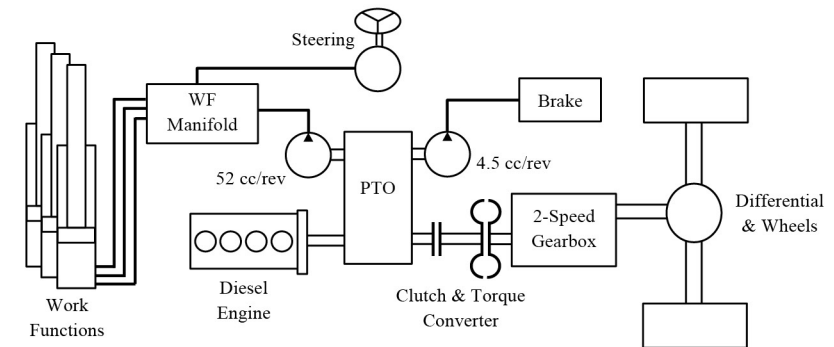 Steering
WF
Manifold
Brake
52 cc/rev
PTO
4.5 cc/rev
2-Speed
Gearbox
Differential
& Wheels
Diesel
Engine
Clutch & Torque
Converter
Work
Functions